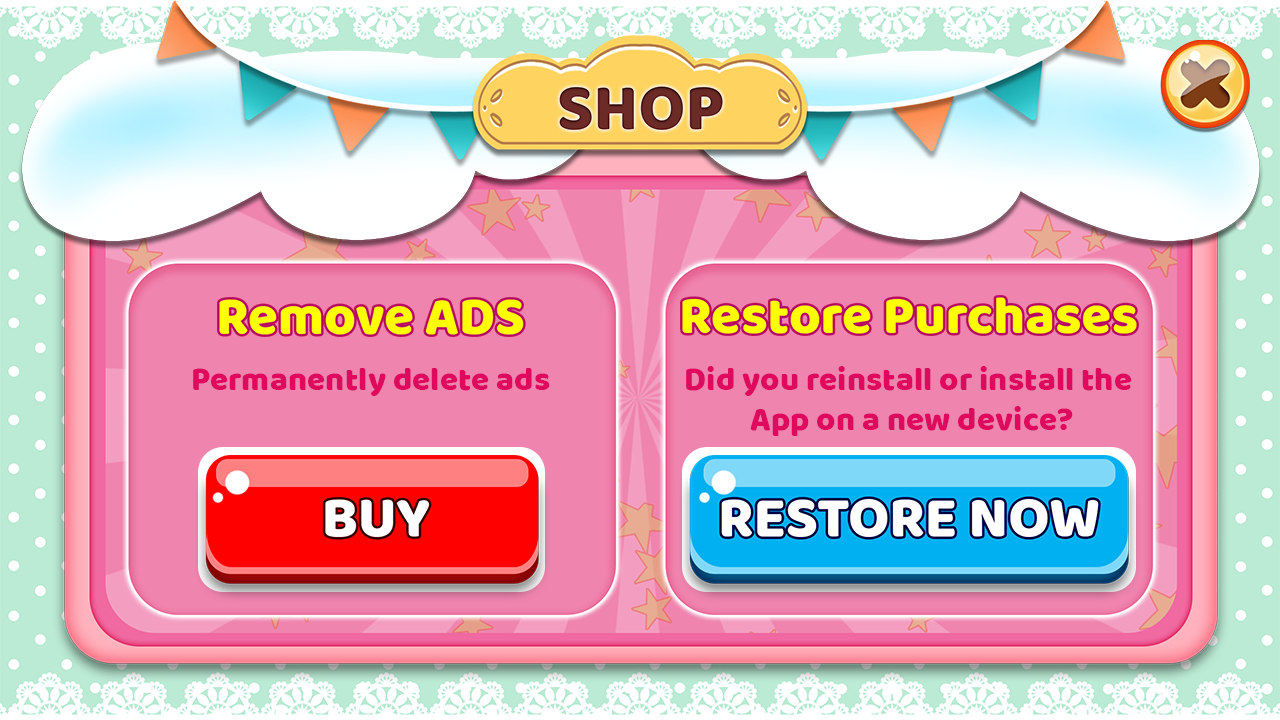 SHOP
Remove ADS
Permanently delete ads
BUY
Restore Purchases
Did you reinstall or install the
App on a new device?
RESTORE NOW